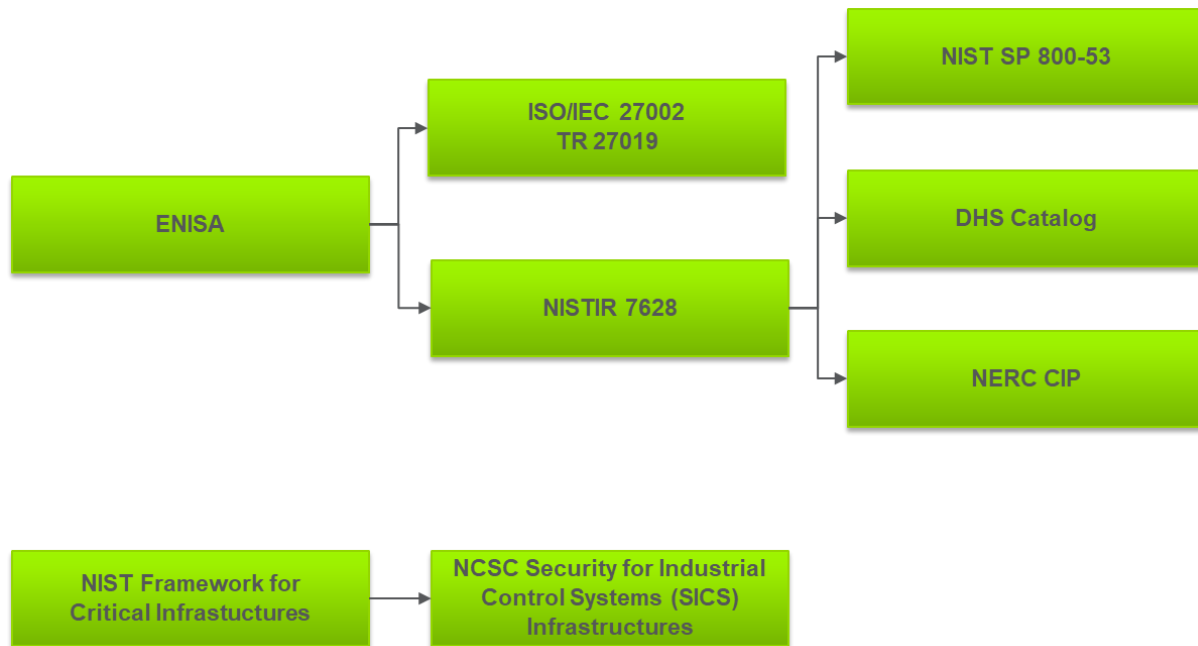 NIST SP 800-53
ISO/IEC 27002
TR 27019
ENISA
DHS Catalog
NISTIR 7628
NERC CIP
NIST Framework for
Critical Infrastuctures
NCSC Security for Industrial
Control Systems (SICS)
Infrastructures